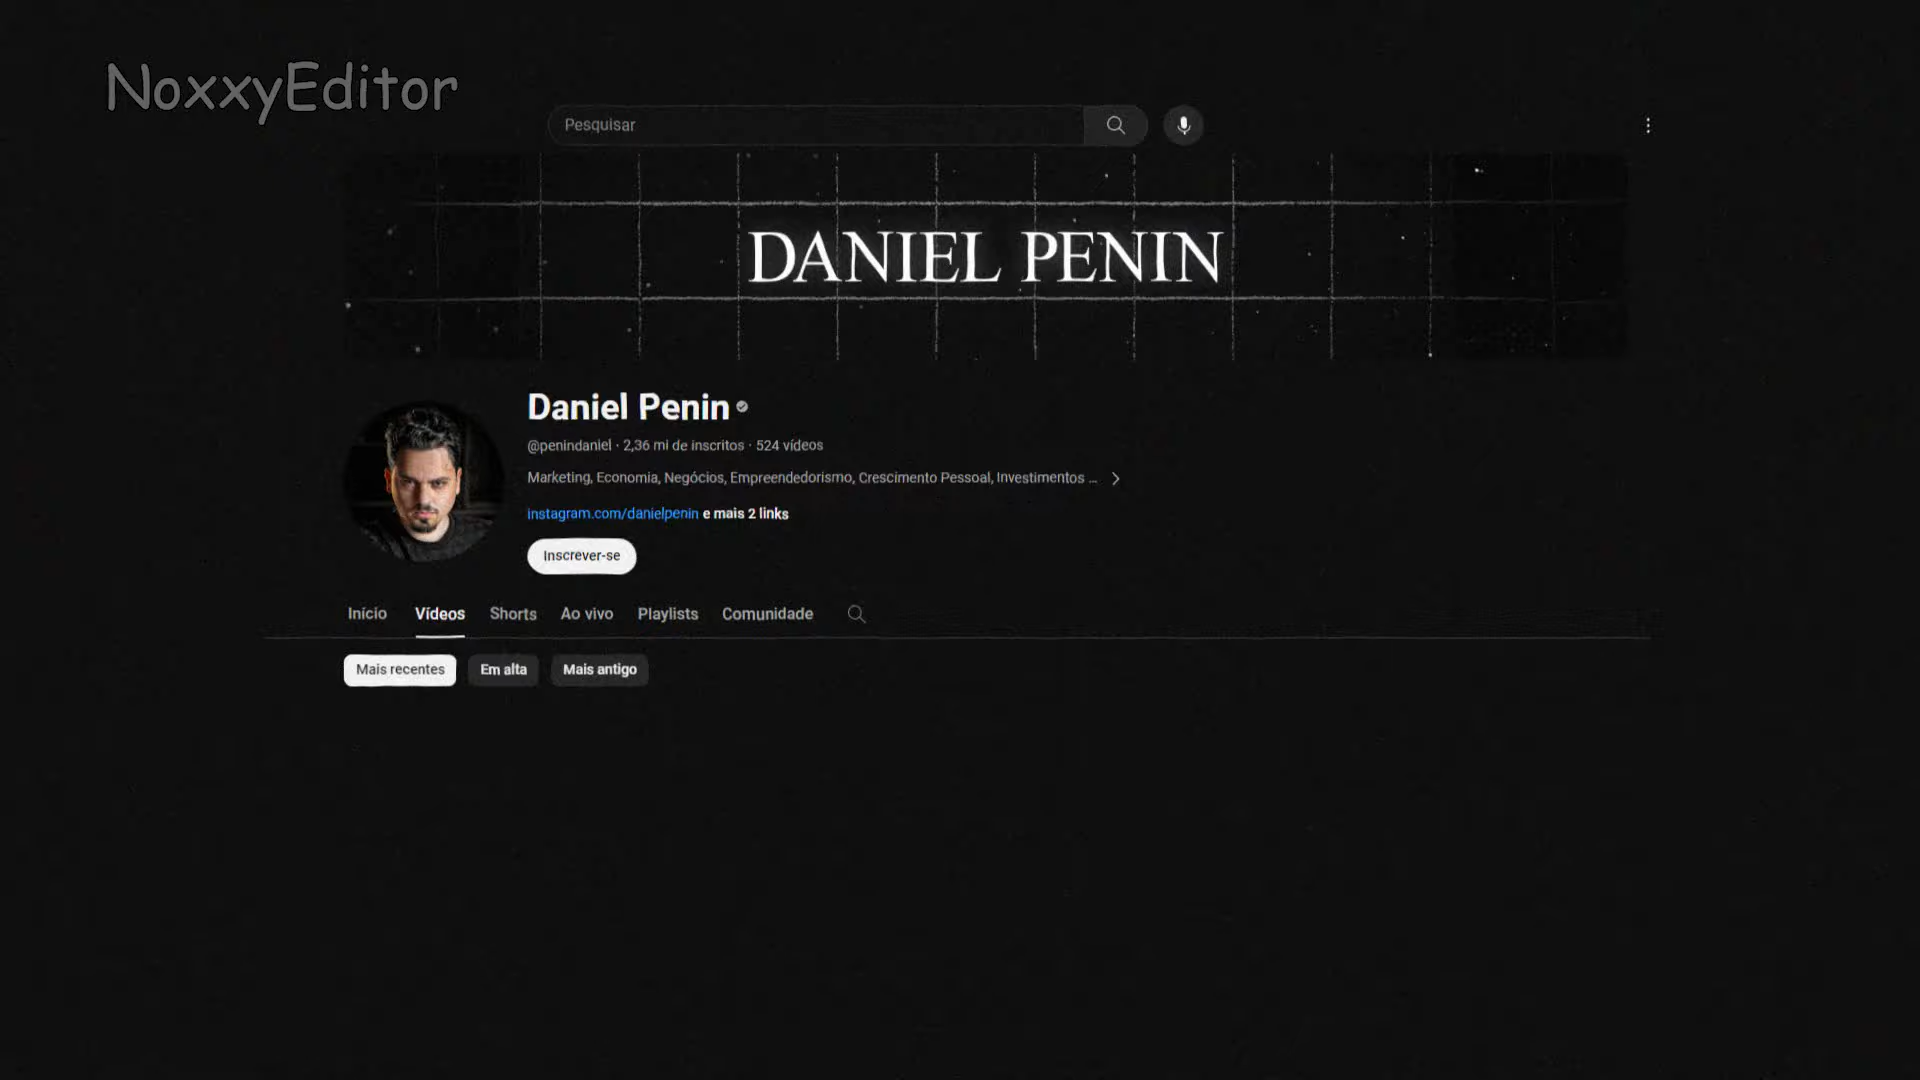 NoxxyEditor
Pesquisar
DANIEL PENIN
Daniel Penin
@penindaniel · 2,36 mi de inscritos · 524 vídeos
Marketing, Economia, Negócios, Empreendedorismo, Crescimento Pessoal, Investimentos ...
instagram.com/danielpenin e mais 2 links
Inscrever-se
Início Vídeos Shorts Ao vivo Playlists Comunidade
Mais recentes Em alta Mais antigo